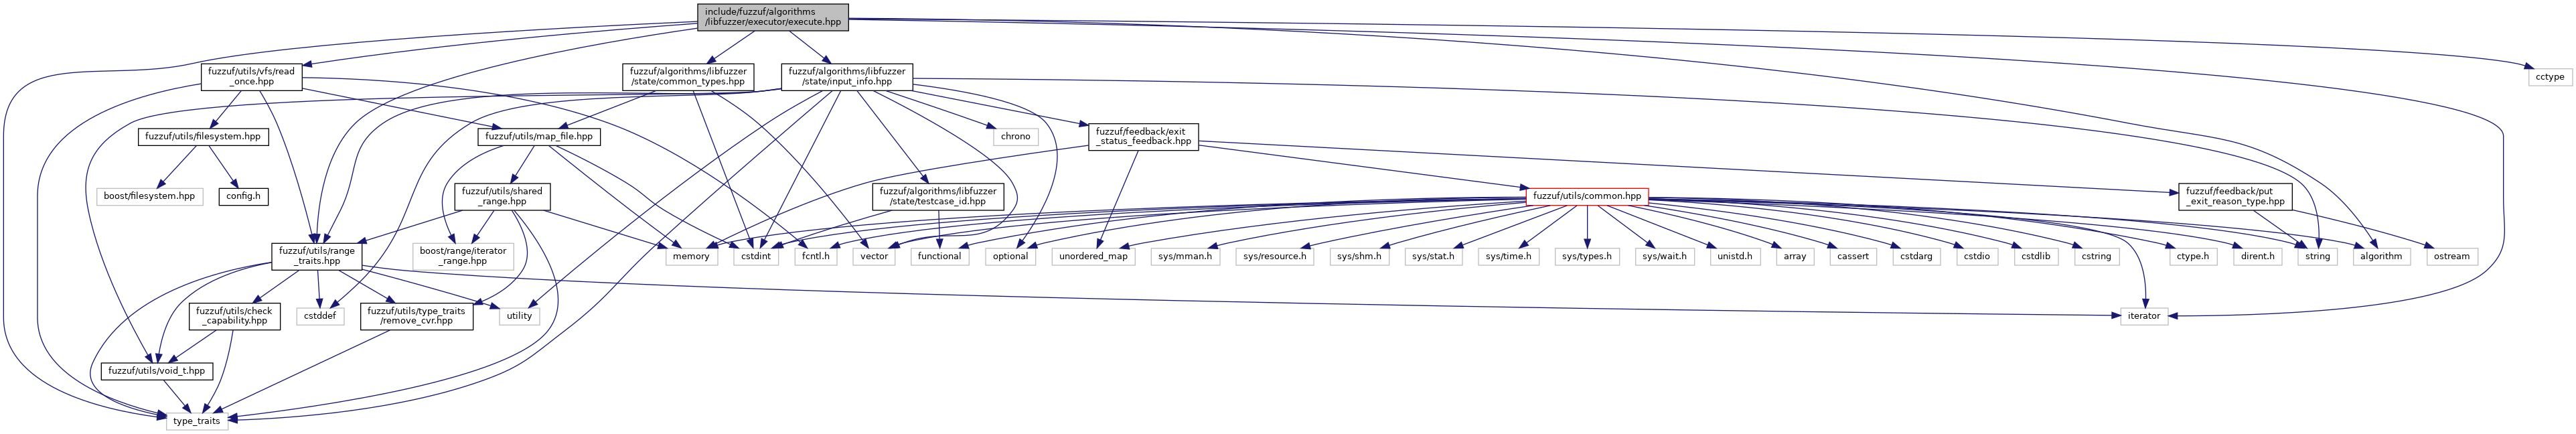 include/fuzzuf/algorithms
/libfuzzer/executor/execute.hpp
fuzzuf/utils/vfs/read
_once.hpp
fuzzuf/algorithms/libfuzzer
/state/common_types.hpp
fuzzuf/algorithms/libfuzzer
/state/input_info.hpp
cctype
fuzzuf/utils/filesystem.hpp
fuzzuf/utils/map_file.hpp
chrono
fuzzuf/feedback/exit
_status_feedback.hpp
boost/filesystem.hpp
config.h
fuzzuf/utils/shared
_range.hpp
fuzzuf/algorithms/libfuzzer
/state/testcase_id.hpp
fuzzuf/utils/common.hpp
fuzzuf/feedback/put
_exit_reason_type.hpp
fuzzuf/utils/range
_traits.hpp
boost/range/iterator
_range.hpp
memory
cstdint
fcntl.h
vector
functional
optional
unordered_map
sys/mman.h
sys/resource.h
sys/shm.h
sys/stat.h
sys/time.h
sys/types.h
sys/wait.h
unistd.h
array
cassert
cstdarg
cstdio
cstdlib
cstring
ctype.h
dirent.h
string
algorithm
ostream
fuzzuf/utils/check
_capability.hpp
cstddef
fuzzuf/utils/type_traits
/remove_cvr.hpp
utility
iterator
fuzzuf/utils/void_t.hpp
type_traits